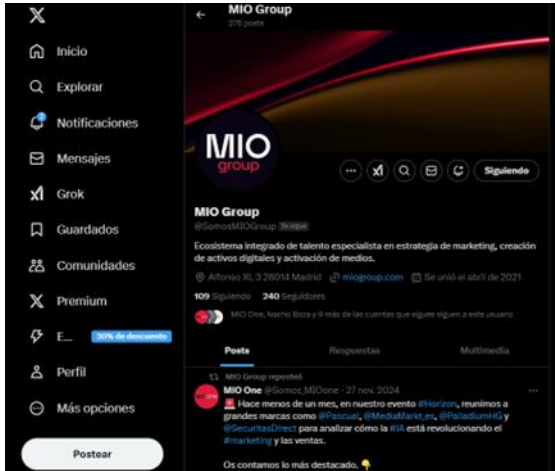 MIO Group
276 posts
Inicio
Explorar
Notificaciones
Mensajes
Grok
Guardados
Comunidades
Premium
E...
30% de descuento
Perfil
Más opciones
Postear
MIO
group
Siguiendo
MIO Group
@SomosMIOGroup Te sigue
Ecosistema integrado de talento especialista en estrategia de marketing, creación
de activos digitales y activación de medios.
Alfonso XI, 3 28014 Madrid miogroup.com Se unió el abril de 2021
109 Siguiendo 240 Seguidores
MIO One, Nacho Boza y 9 más de las cuentas que sigues siguen a este usuario
Posts Respuestas Multimedia
MIO Group reposteó
MIO One @Somos_MIOone · 27 nov. 2024
Hace menos de un mes, en nuestro evento #Horizon, reunimos a
grandes marcas como @Pascual, @MediaMarkt_es, @PalladiumHG y
@SecuritasDirect para analizar cómo la #IA está revolucionando el
#marketing y las ventas.
Os contamos lo más destacado.